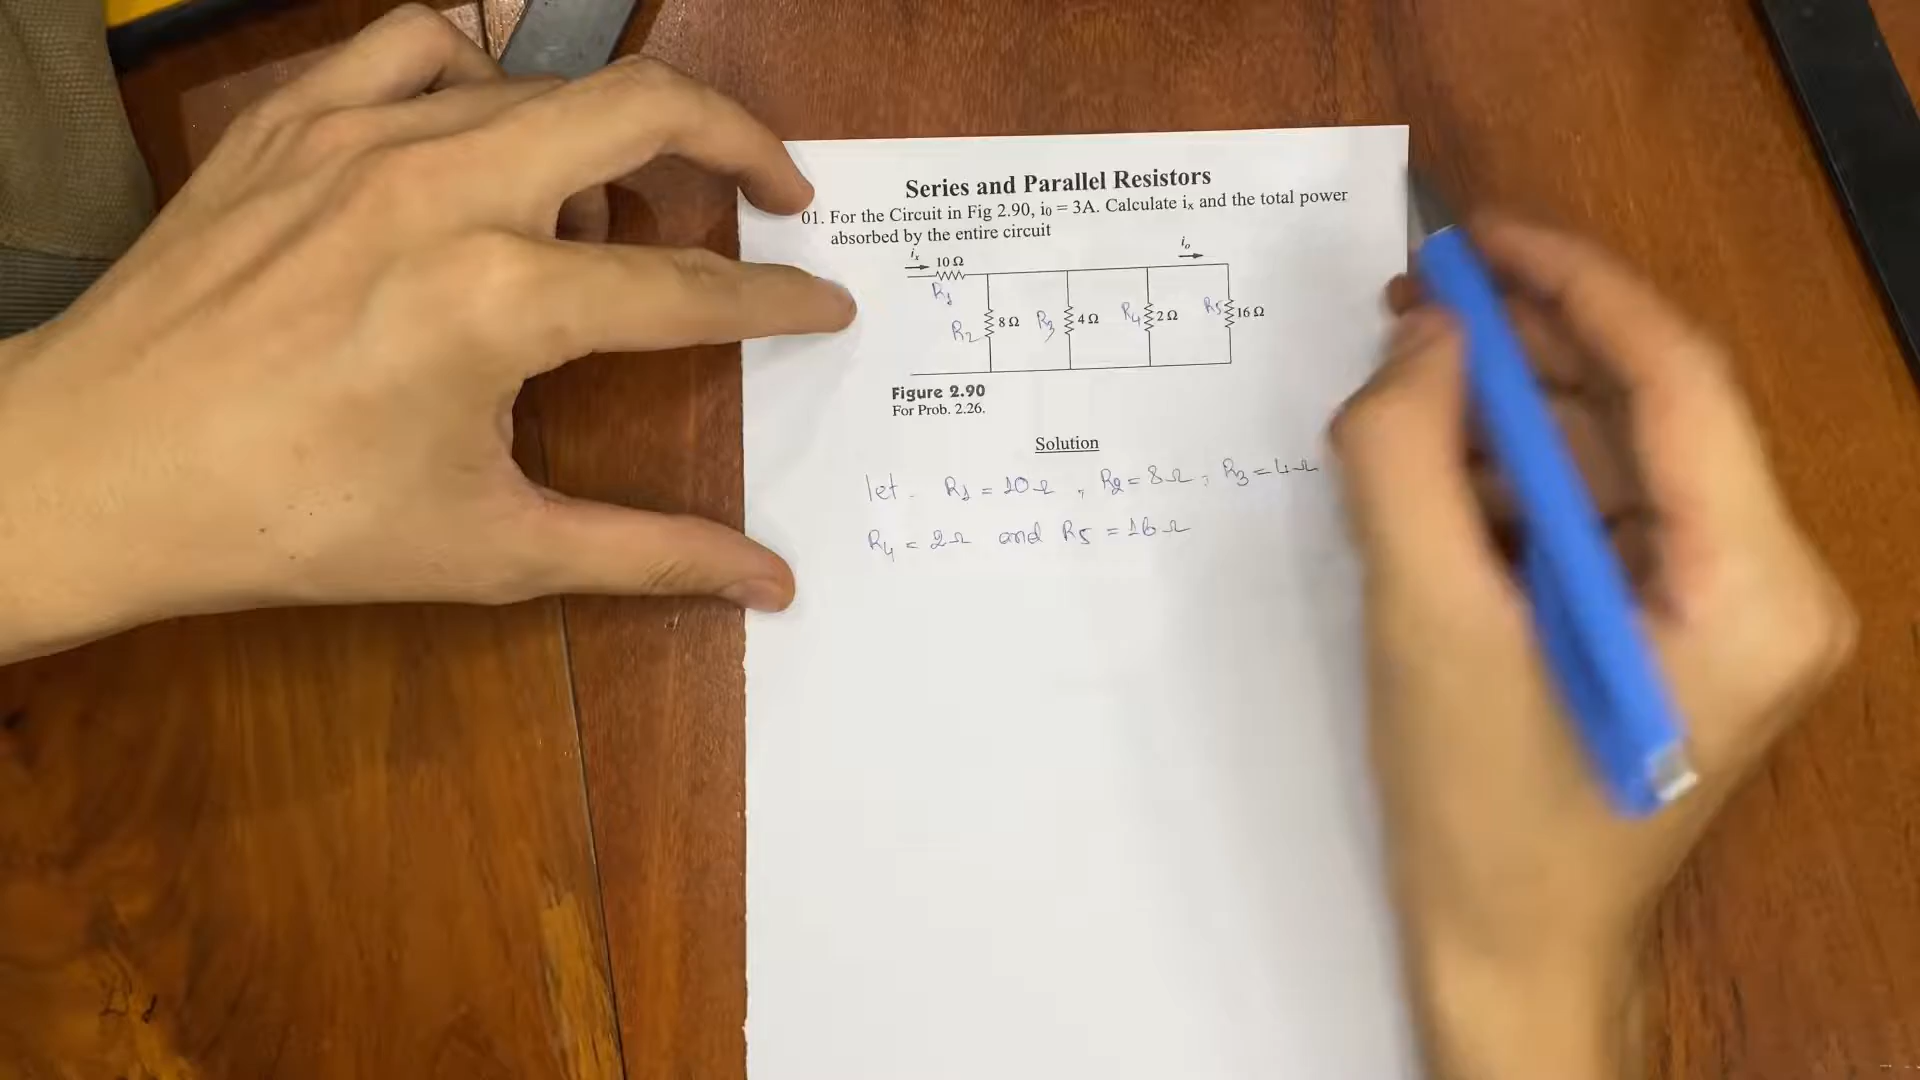 Series and Parallel Resistors
01. For the Circuit in Fig 2.90, i₀ = 3A. Calculate iₓ and the total power
absorbed by the entire circuit
iₓ
iₒ
10 Ω
R₁
R₂ 8 Ω R₃ 4 Ω R₄ 2 Ω R₅ 16 Ω
Figure 2.90
For Prob. 2.26.
Solution
let . R₁ = 10Ω , R₂ = 8Ω , R₃ = 4Ω
R₄ = 2Ω and R₅ = 16Ω